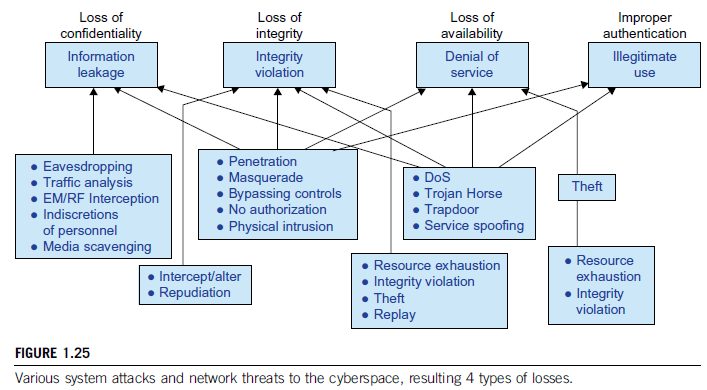 Loss of
confidentiality
Loss of
integrity
Loss of
availability
Improper
authentication
Information
leakage
Integrity
violation
Denial of
service
Illegitimate
use
● Eavesdropping
● Traffic analysis
● EM/RF Interception
● Indiscretions
of personnel
● Media scavenging
● Penetration
● Masquerade
● Bypassing controls
● No authorization
● Physical intrusion
● DoS
● Trojan Horse
● Trapdoor
● Service spoofing
Theft
● Intercept/alter
● Repudiation
● Resource exhaustion
● Integrity violation
● Theft
● Replay
● Resource
exhaustion
● Integrity
violation
FIGURE 1.25
Various system attacks and network threats to the cyberspace, resulting 4 types of losses.